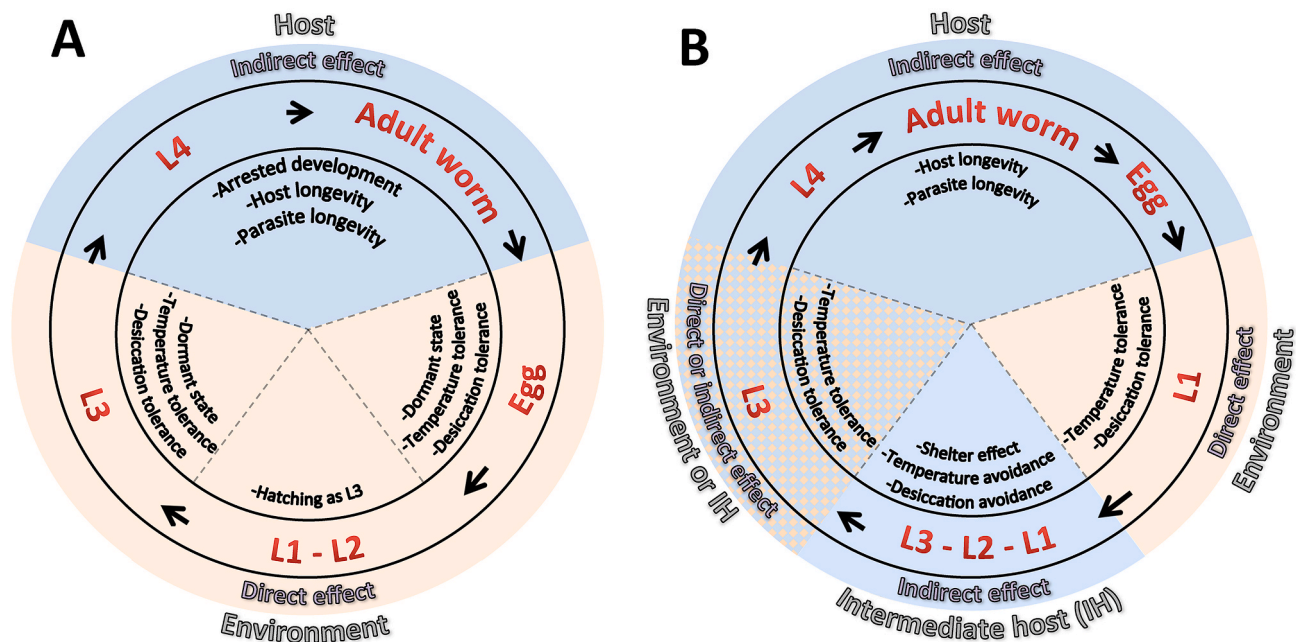 A
Host
Indirect effect
L4
Adult worm
-Arrested development
-Host longevity
-Parasite longevity
L3
-Dormant state
-Temperature tolerance
-Desiccation tolerance
-Dormant state
-Temperature tolerance
-Desiccation tolerance
Egg
-Hatching as L3
L1 - L2
Direct effect
Environment
B
Host
Indirect effect
L4
Adult worm
Egg
-Host longevity
-Parasite longevity
Environment or IH
Direct or indirect effect
L3
-Temperature tolerance
-Desiccation tolerance
-Temperature tolerance
-Desiccation tolerance
L1
Direct effect
Environment
-Shelter effect
-Temperature avoidance
-Desiccation avoidance
L3 - L2 - L1
Indirect effect
Intermediate host (IH)